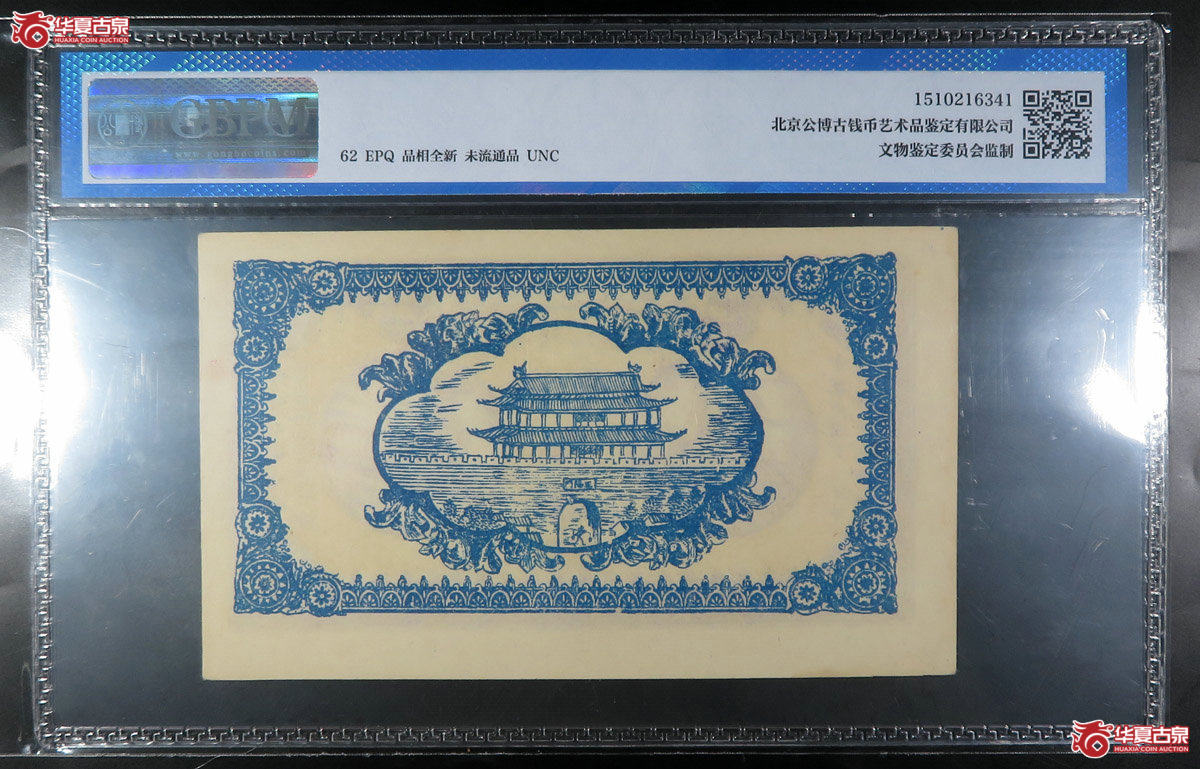 华夏古泉
HUAXIA COIN AUCTION
GBPM
www.gongbocoins.com
62 EPQ 品相全新 未流通品 UNC
1510216341
北京公博古钱币艺术品鉴定有限公司
文物鉴定委员会监制
华夏古泉
HUAXIA COIN AUCTION